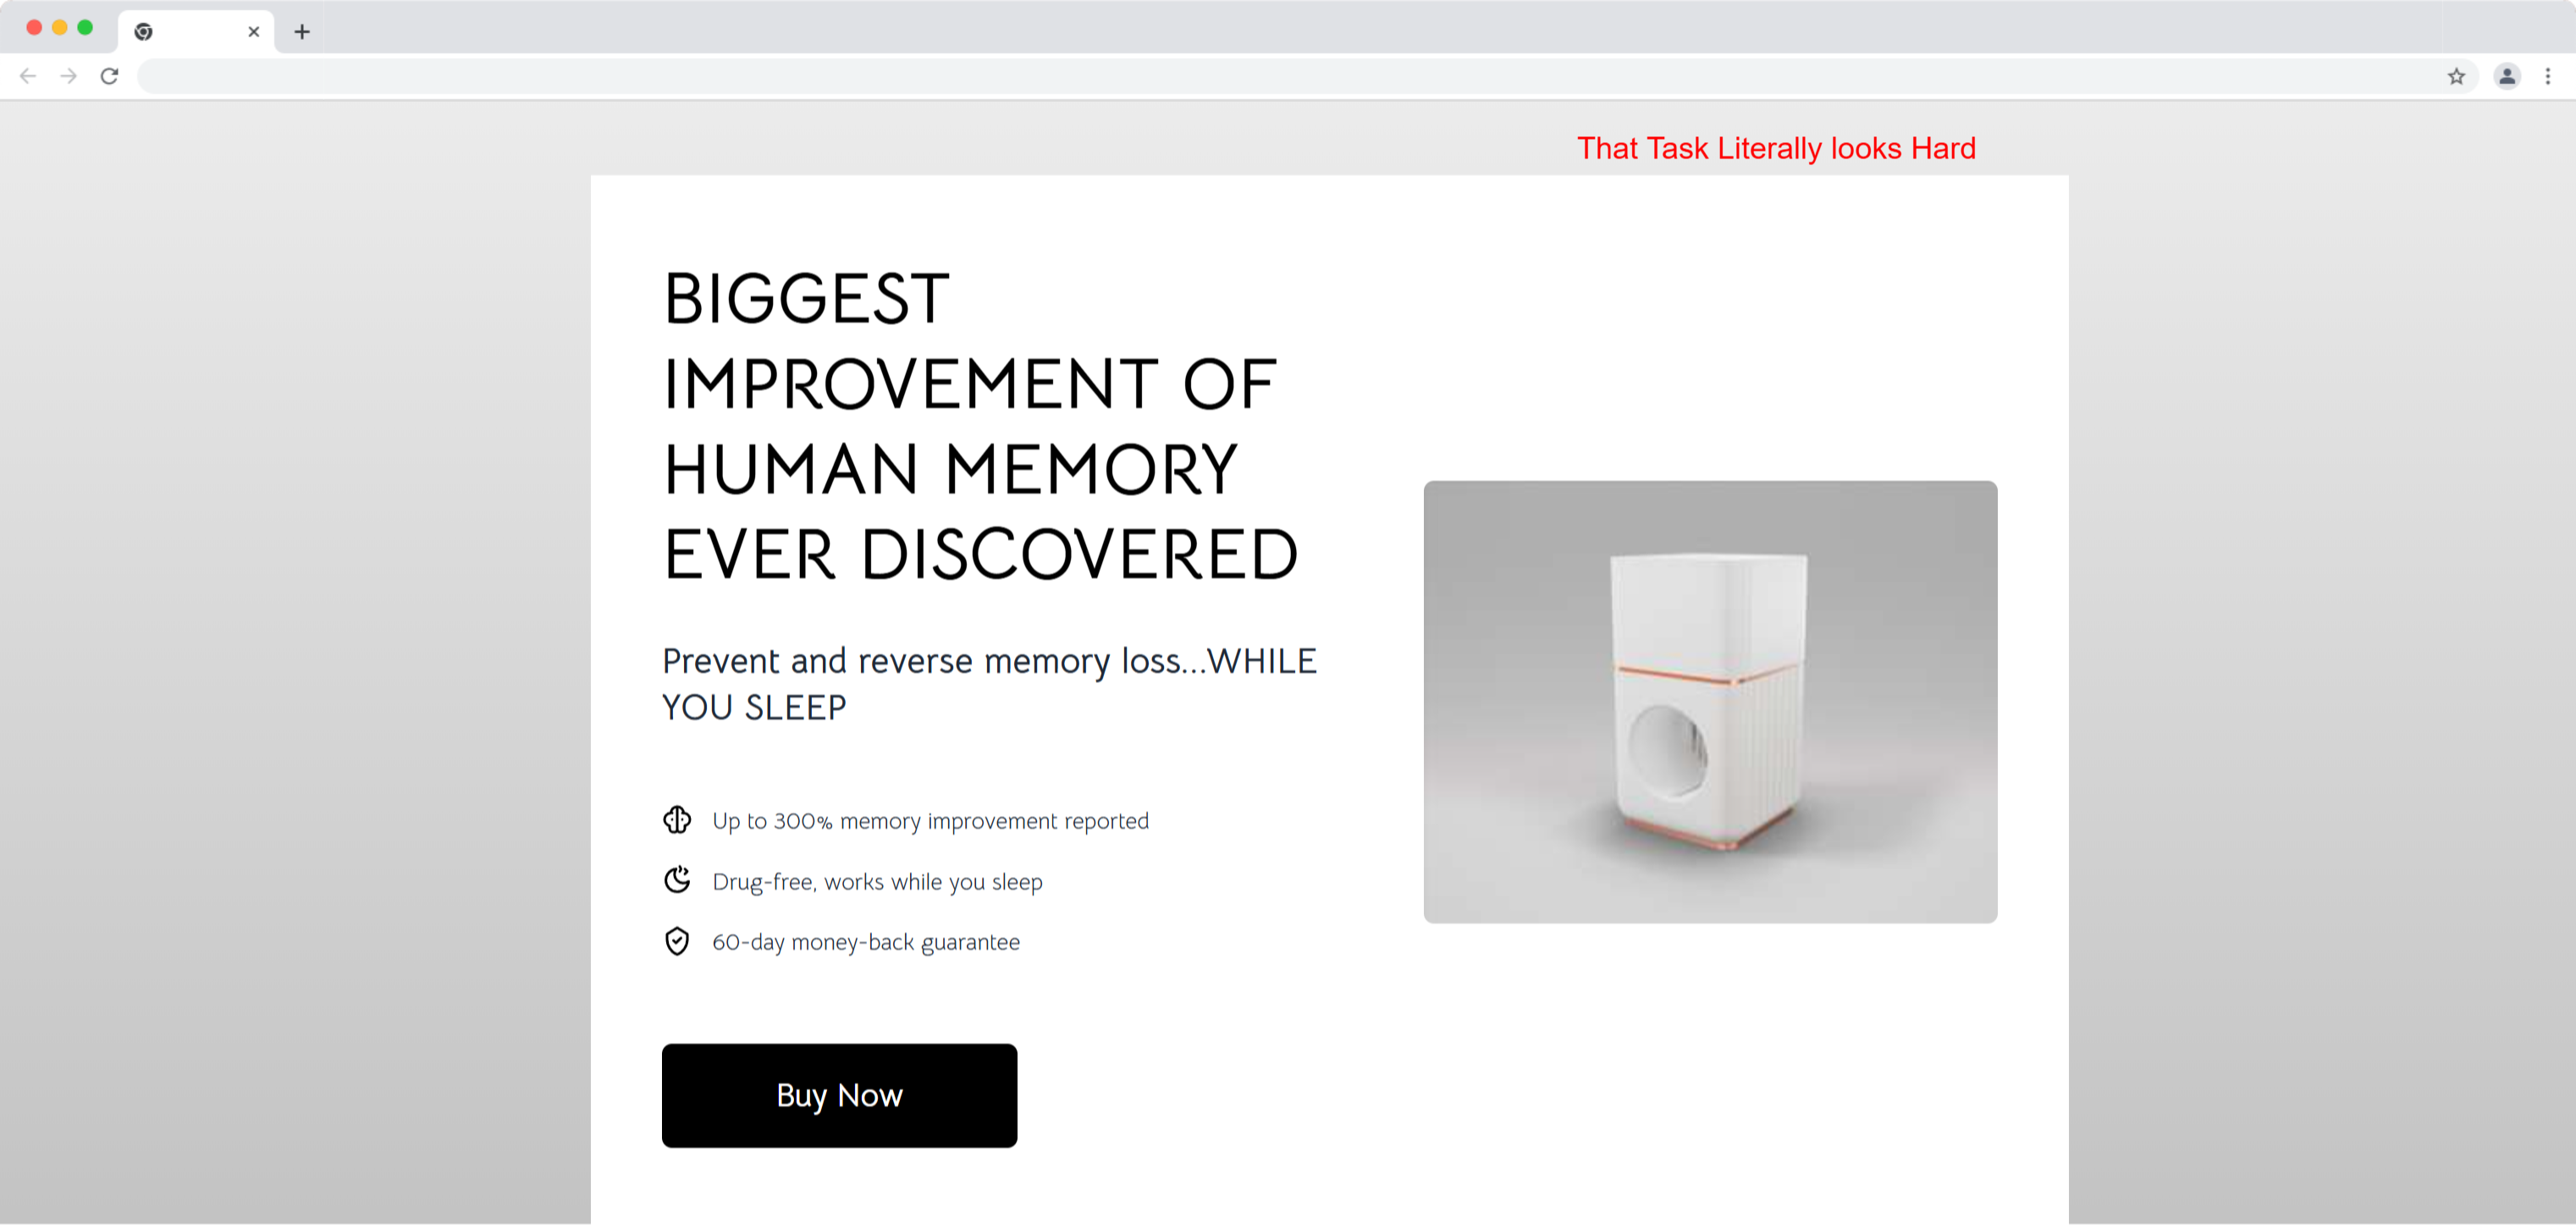 That Task Literally looks Hard
BIGGEST
IMPROVEMENT OF
HUMAN MEMORY
EVER DISCOVERED
Prevent and reverse memory loss...WHILE
YOU SLEEP
Up to 300% memory improvement reported
Drug-free, works while you sleep
60-day money-back guarantee
Buy Now